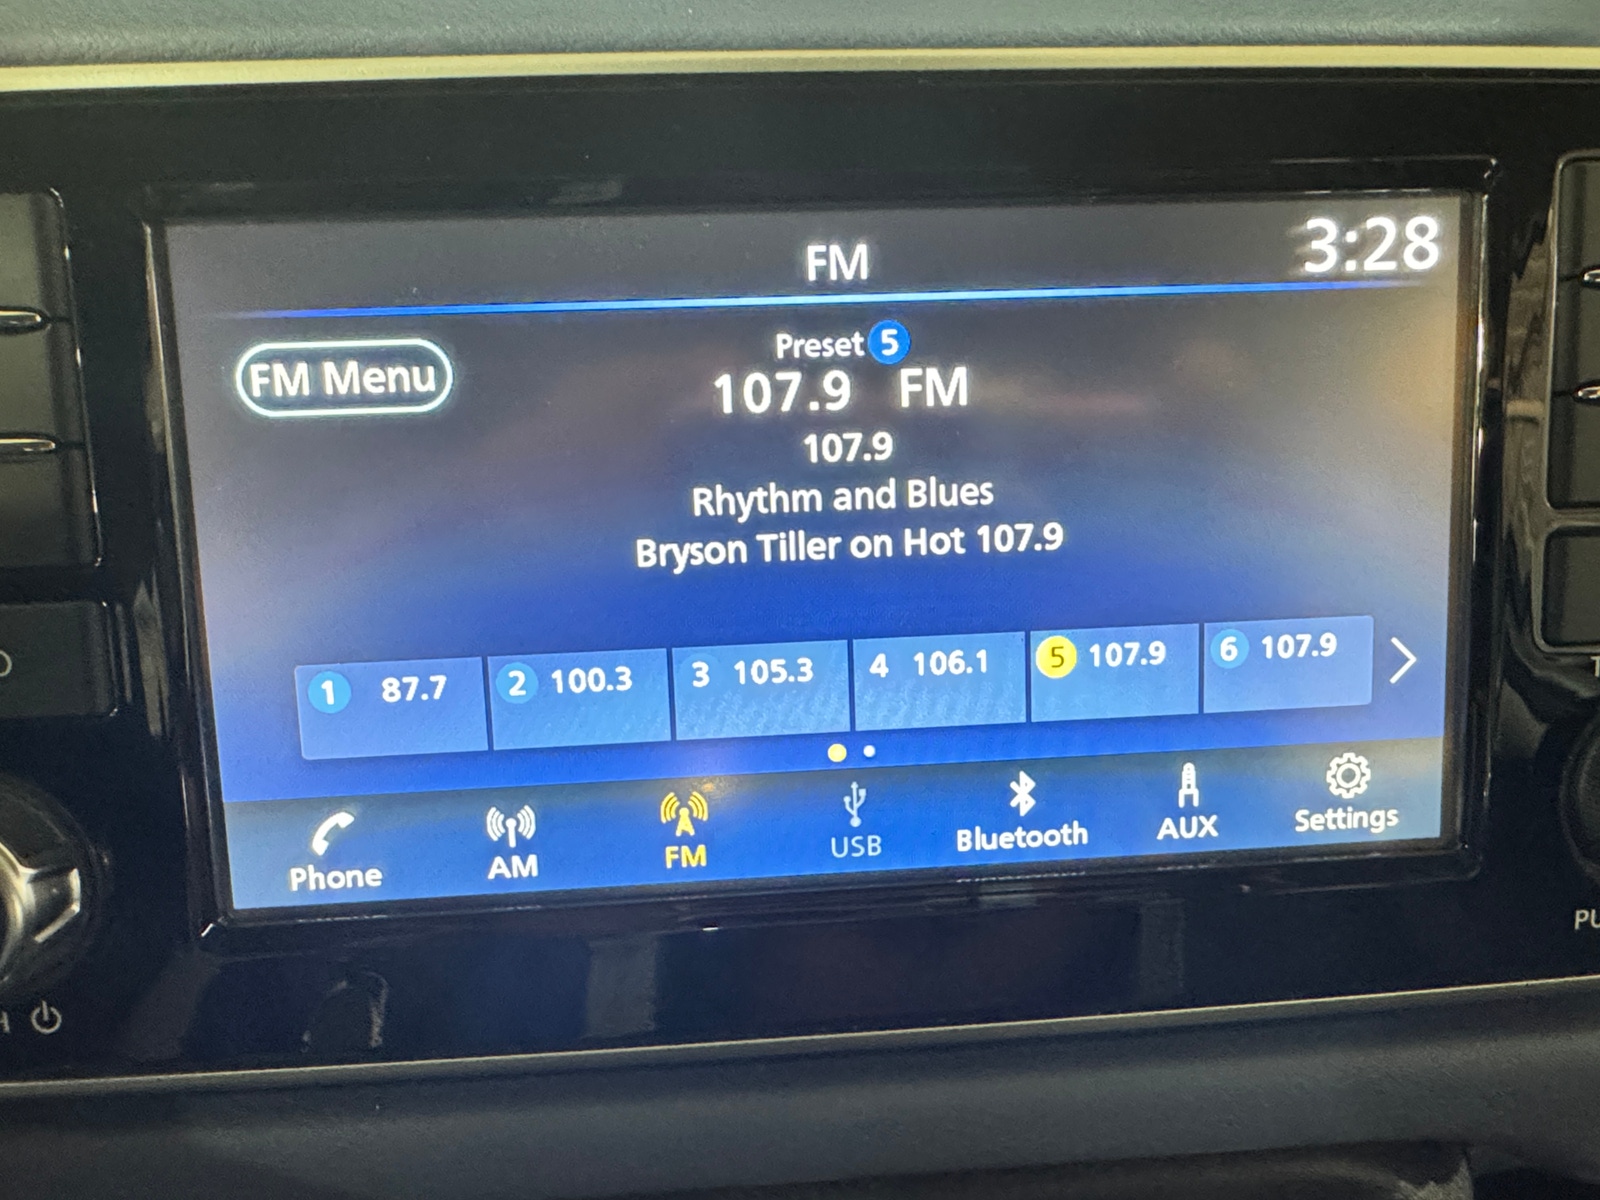 FM
3:28
FM Menu
Preset 5
107.9 FM
107.9
Rhythm and Blues
Bryson Tiller on Hot 107.9
1 87.7 2 100.3 3 105.3 4 106.1 5 107.9 6 107.9
Phone AM FM USB Bluetooth AUX Settings